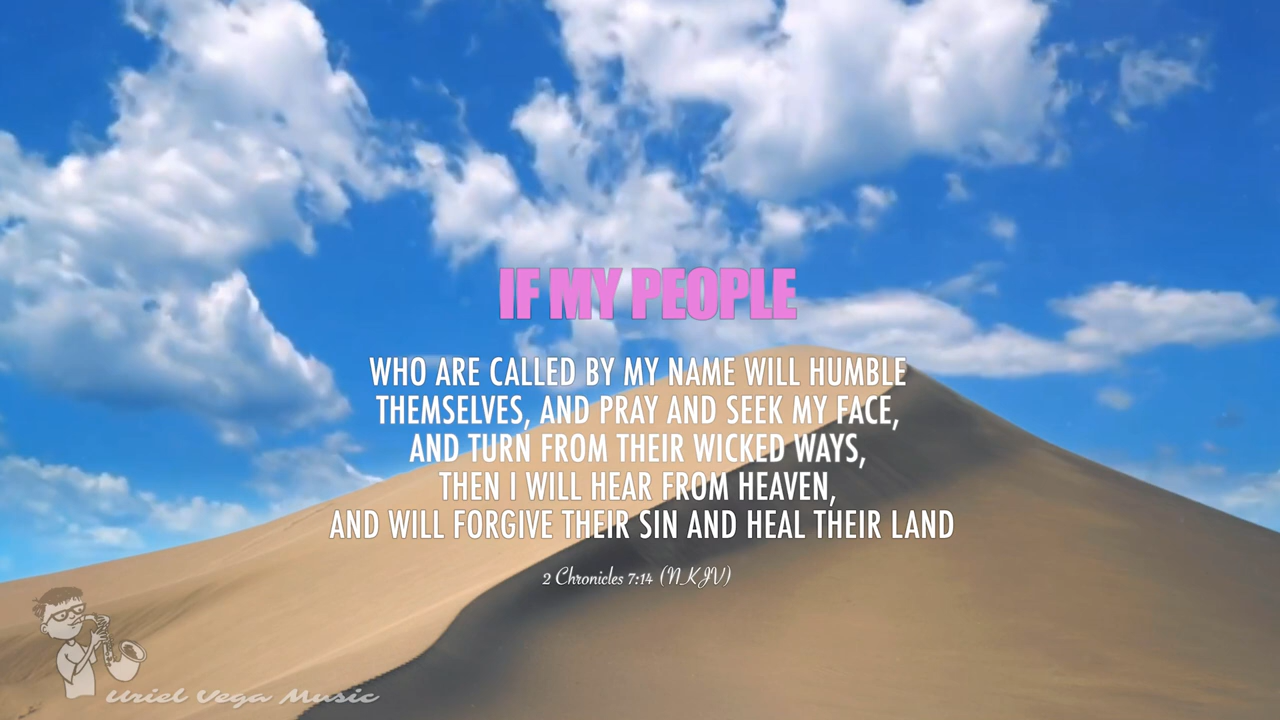 IF MY PEOPLE
WHO ARE CALLED BY MY NAME WILL HUMBLE
THEMSELVES, AND PRAY AND SEEK MY FACE,
AND TURN FROM THEIR WICKED WAYS,
THEN I WILL HEAR FROM HEAVEN,
AND WILL FORGIVE THEIR SIN AND HEAL THEIR LAND
2 Chronicles 7:14 (NKJV)
Uriel Vega Music